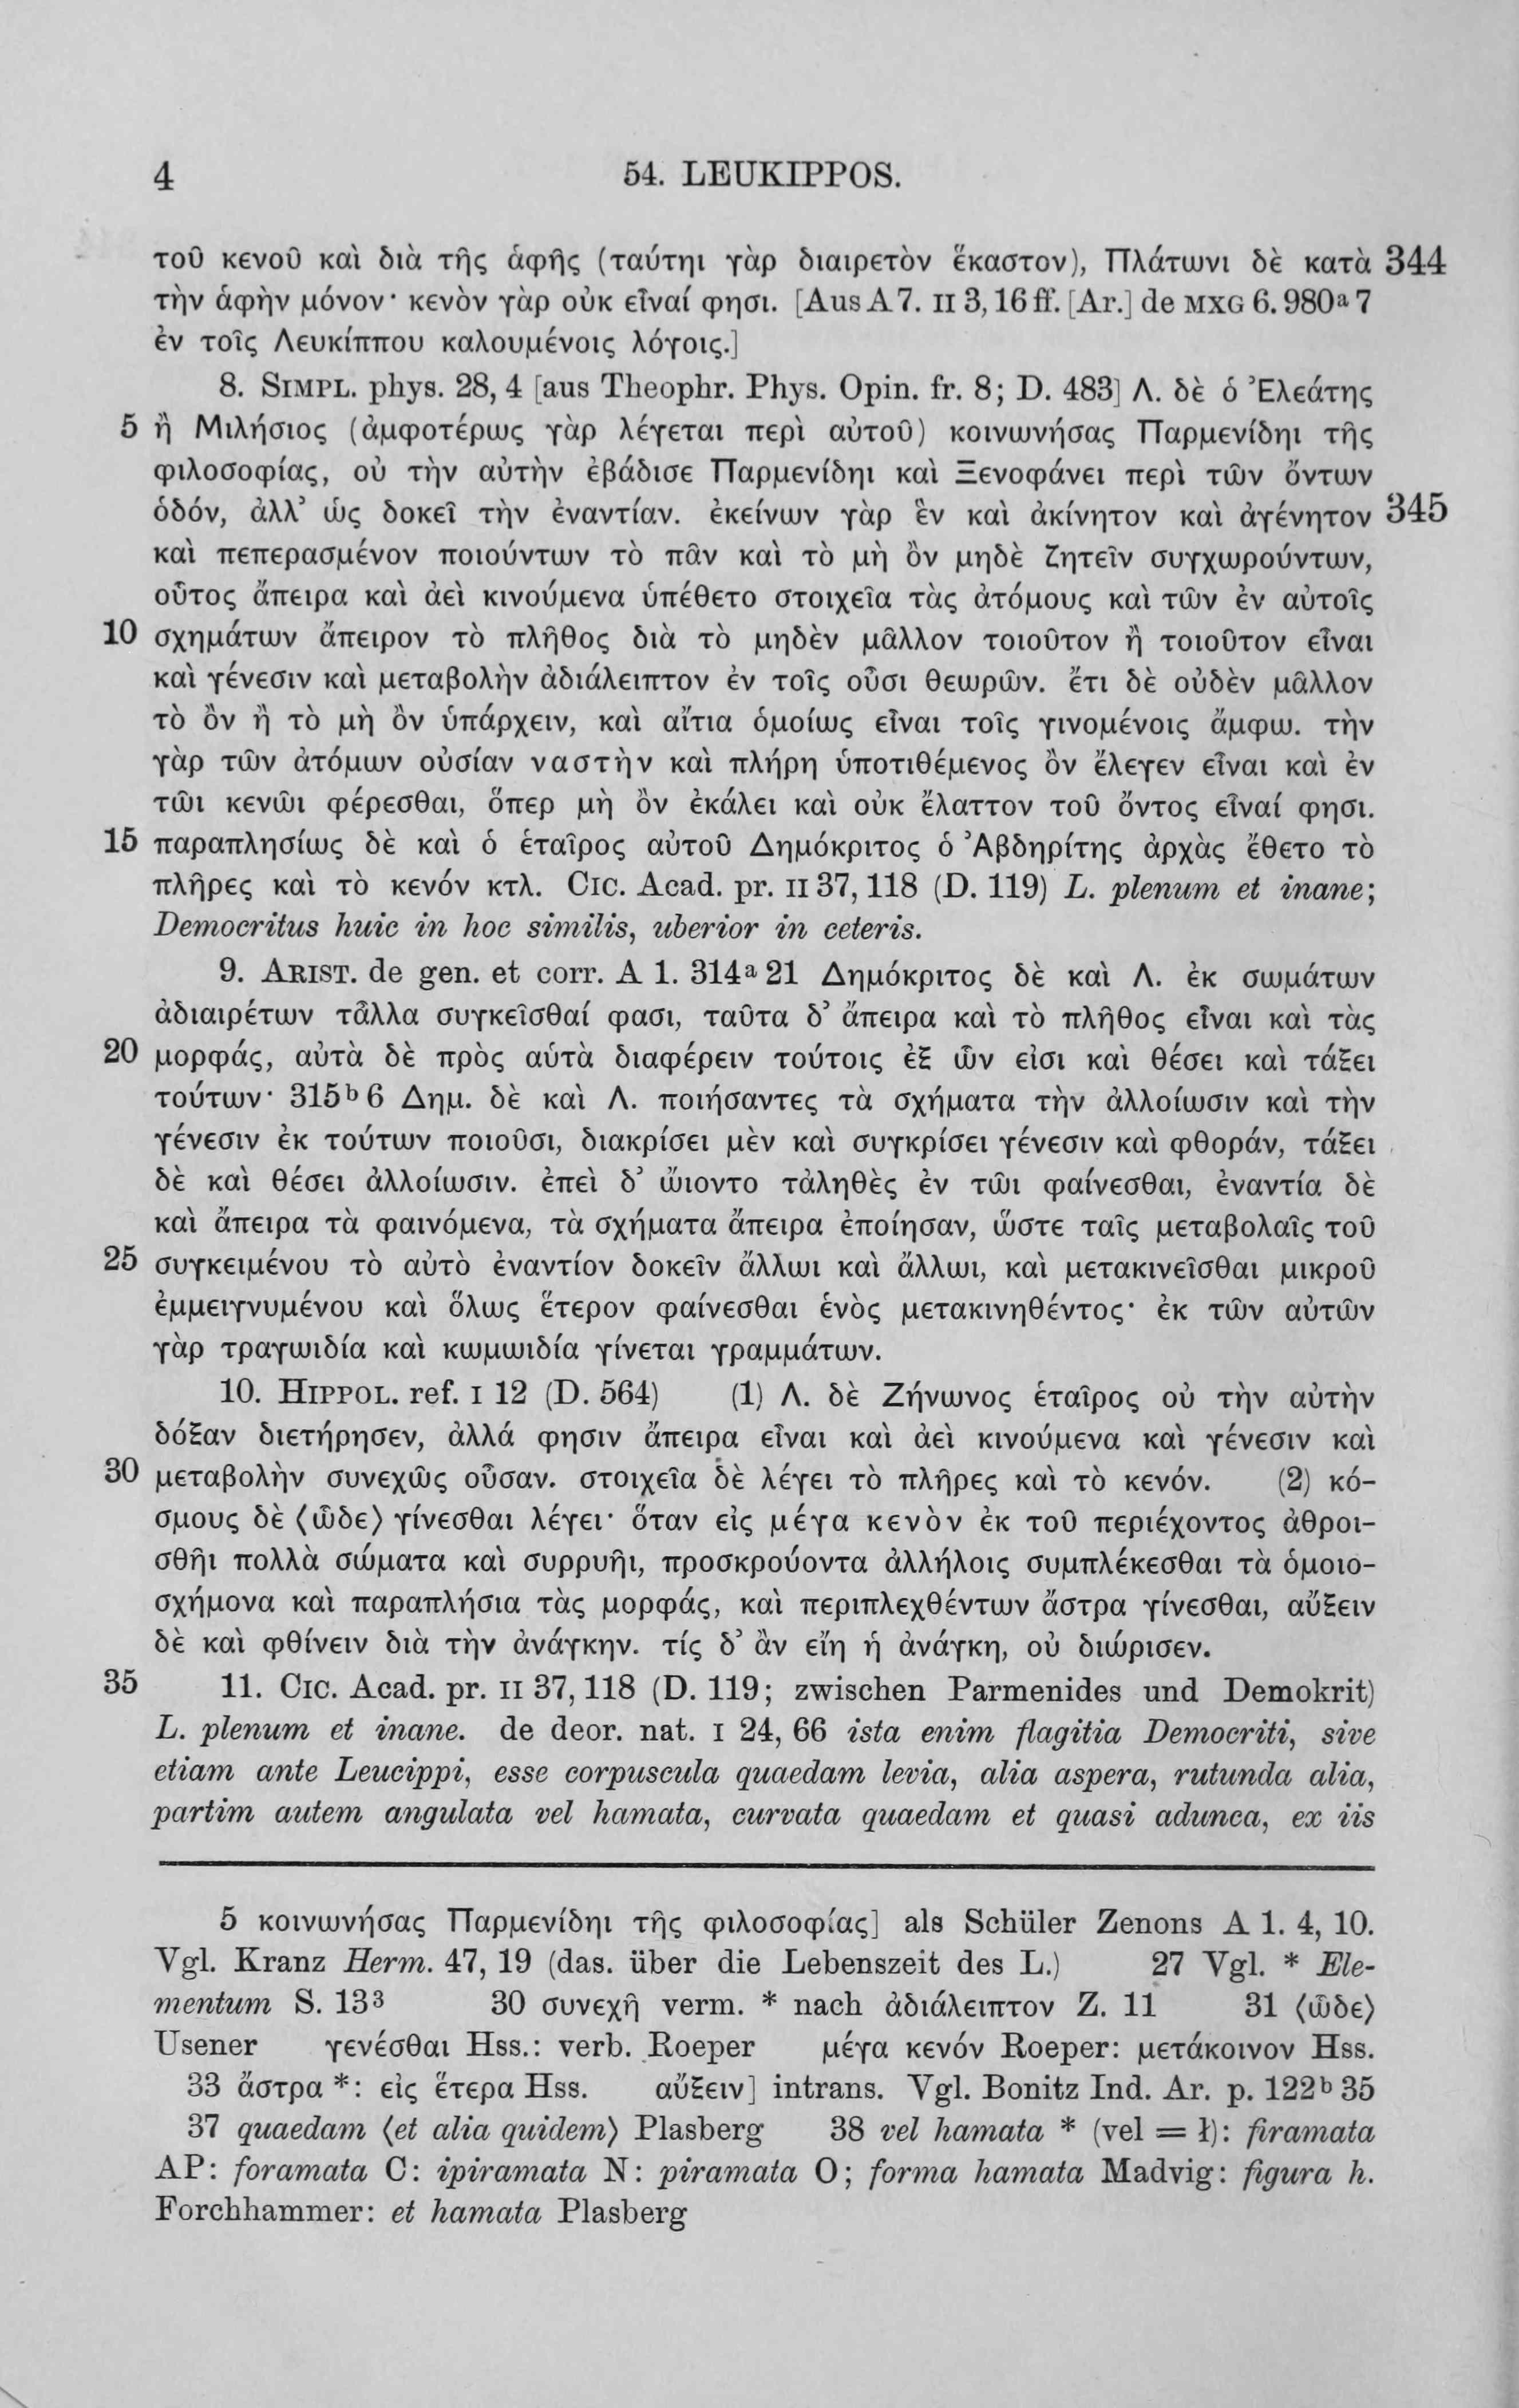 4 54. LEUKIPPOS.
τοῦ κενοῦ καὶ διὰ τῆς ἁφῆς (ταύτηι γὰρ διαιρετὸν ἕκαστον), Πλάτωνι δὲ κατὰ 344
τὴν ἁφὴν μόνον· κενὸν γὰρ οὐκ εἶναί φησι. [Aus A 7. II 3, 16 ff. [Ar.] de MXG 6. 980ᵃ 7
ἐν τοῖς Λευκίππου καλουμένοις λόγοις.]
8. SIMPL. phys. 28, 4 [aus Theophr. Phys. Opin. fr. 8; D. 483] Λ. δὲ ὁ Ἐλεάτης
5 ἢ Μιλήσιος (ἀμφοτέρως γὰρ λέγεται περὶ αὐτοῦ) κοινωνήσας Παρμενίδηι τῆς
φιλοσοφίας, οὐ τὴν αὐτὴν ἐβάδισε Παρμενίδηι καὶ Ξενοφάνει περὶ τῶν ὄντων
ὁδόν, ἀλλ’ ὡς δοκεῖ τὴν ἐναντίαν. ἐκείνων γὰρ ἓν καὶ ἀκίνητον καὶ ἀγένητον 345
καὶ πεπερασμένον ποιούντων τὸ πᾶν καὶ τὸ μὴ ὂν μηδὲ ζητεῖν συγχωρούντων,
οὗτος ἄπειρα καὶ ἀεὶ κινούμενα ὑπέθετο στοιχεῖα τὰς ἀτόμους καὶ τῶν ἐν αὐτοῖς
10 σχημάτων ἄπειρον τὸ πλῆθος διὰ τὸ μηδὲν μᾶλλον τοιοῦτον ἢ τοιοῦτον εἶναι
καὶ γένεσιν καὶ μεταβολὴν ἀδιάλειπτον ἐν τοῖς οὖσι θεωρῶν. ἔτι δὲ οὐδὲν μᾶλλον
τὸ ὂν ἢ τὸ μὴ ὂν ὑπάρχειν, καὶ αἴτια ὁμοίως εἶναι τοῖς γινομένοις ἄμφω. τὴν
γὰρ τῶν ἀτόμων οὐσίαν ναστὴν καὶ πλήρη ὑποτιθέμενος ὂν ἔλεγεν εἶναι καὶ ἐν
τῶι κενῶι φέρεσθαι, ὅπερ μὴ ὂν ἐκάλει καὶ οὐκ ἔλαττον τοῦ ὄντος εἶναί φησι.
15 παραπλησίως δὲ καὶ ὁ ἑταῖρος αὐτοῦ Δημόκριτος ὁ Ἀβδηρίτης ἀρχὰς ἔθετο τὸ
πλῆρες καὶ τὸ κενόν κτλ. CIC. Acad. pr. II 37, 118 (D. 119) L. plenum et inane;
Democritus huic in hoc similis, uberior in ceteris.
9. ARIST. de gen. et corr. A 1. 314ᵃ 21 Δημόκριτος δὲ καὶ Λ. ἐκ σωμάτων
ἀδιαιρέτων τἆλλα συγκεῖσθαί φασι, ταῦτα δ’ ἄπειρα καὶ τὸ πλῆθος εἶναι καὶ τὰς
20 μορφάς, αὐτὰ δὲ πρὸς αὑτὰ διαφέρειν τούτοις ἐξ ὧν εἰσι καὶ θέσει καὶ τάξει
τούτων· 315ᵇ 6 Δημ. δὲ καὶ Λ. ποιήσαντες τὰ σχήματα τὴν ἀλλοίωσιν καὶ τὴν
γένεσιν ἐκ τούτων ποιοῦσι, διακρίσει μὲν καὶ συγκρίσει γένεσιν καὶ φθοράν, τάξει
δὲ καὶ θέσει ἀλλοίωσιν. ἐπεὶ δ’ ὤιοντο τἀληθὲς ἐν τῶι φαίνεσθαι, ἐναντία δὲ
καὶ ἄπειρα τὰ φαινόμενα, τὰ σχήματα ἄπειρα ἐποίησαν, ὥστε ταῖς μεταβολαῖς τοῦ
25 συγκειμένου τὸ αὐτὸ ἐναντίον δοκεῖν ἄλλωι καὶ ἄλλωι, καὶ μετακινεῖσθαι μικροῦ
ἐμμειγνυμένου καὶ ὅλως ἕτερον φαίνεσθαι ἑνὸς μετακινηθέντος· ἐκ τῶν αὐτῶν
γὰρ τραγωιδία καὶ κωμωιδία γίνεται γραμμάτων.
10. HIPPOL. ref. I 12 (D. 564) (1) Λ. δὲ Ζήνωνος ἑταῖρος οὐ τὴν αὐτὴν
δόξαν διετήρησεν, ἀλλά φησιν ἄπειρα εἶναι καὶ ἀεὶ κινούμενα καὶ γένεσιν καὶ
30 μεταβολὴν συνεχῶς οὖσαν. στοιχεῖα δὲ λέγει τὸ πλῆρες καὶ τὸ κενόν. (2) κό-
σμους δὲ ⟨ὧδε⟩ γίνεσθαι λέγει· ὅταν εἰς μέγα κενὸν ἐκ τοῦ περιέχοντος ἀθροι-
σθῆι πολλὰ σώματα καὶ συρρυῆι, προσκρούοντα ἀλλήλοις συμπλέκεσθαι τὰ ὁμοιο-
σχήμονα καὶ παραπλήσια τὰς μορφάς, καὶ περιπλεχθέντων ἄστρα γίνεσθαι, αὔξειν
δὲ καὶ φθίνειν διὰ τὴν ἀνάγκην. τίς δ’ ἂν εἴη ἡ ἀνάγκη, οὐ διώρισεν.
35 11. CIC. Acad. pr. II 37, 118 (D. 119; zwischen Parmenides und Demokrit)
L. plenum et inane. de deor. nat. I 24, 66 ista enim flagitia Democriti, sive
etiam ante Leucippi, esse corpuscula quaedam levia, alia aspera, rutunda alia,
partim autem angulata vel hamata, curvata quaedam et quasi adunca, ex iis
5 κοινωνήσας Παρμενίδηι τῆς φιλοσοφίας] als Schüler Zenons A 1. 4, 10.
Vgl. Kranz Herm. 47, 19 (das. über die Lebenszeit des L.) 27 Vgl. * Ele-
mentum S. 13³ 30 συνεχῆ verm. * nach ἀδιάλειπτον Z. 11 31 ⟨ὧδε⟩
Usener γενέσθαι Hss.: verb. Roeper μέγα κενόν Roeper: μετάκοινον Hss.
33 ἄστρα *: εἰς ἕτερα Hss. αὔξειν] intrans. Vgl. Bonitz Ind. Ar. p. 122ᵇ 35
37 quaedam ⟨et alia quidem⟩ Plasberg 38 vel hamata * (vel = ł): firamata
AP: foramata C: ipiramata N: piramata O; forma hamata Madvig: figura h.
Forchhammer: et hamata Plasberg